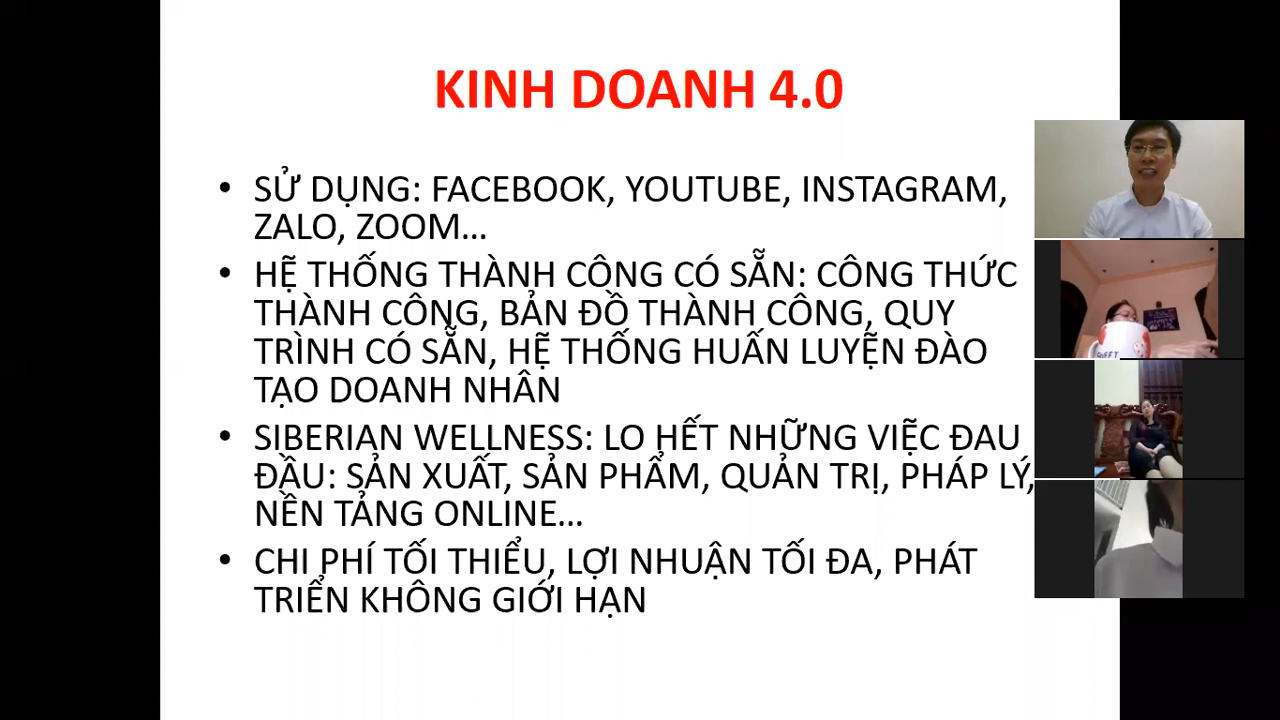 KINH DOANH 4.0
• SỬ DỤNG: FACEBOOK, YOUTUBE, INSTAGRAM,
ZALO, ZOOM...
• HỆ THỐNG THÀNH CÔNG CÓ SẴN: CÔNG THỨC
THÀNH CÔNG, BẢN ĐỒ THÀNH CÔNG, QUY
TRÌNH CÓ SẴN, HỆ THỐNG HUẤN LUYỆN ĐÀO
TẠO DOANH NHÂN
• SIBERIAN WELLNESS: LO HẾT NHỮNG VIỆC ĐAU
ĐẦU: SẢN XUẤT, SẢN PHẨM, QUẢN TRỊ, PHÁP LÝ,
NỀN TẢNG ONLINE...
• CHI PHÍ TỐI THIỂU, LỢI NHUẬN TỐI ĐA, PHÁT
TRIỂN KHÔNG GIỚI HẠN